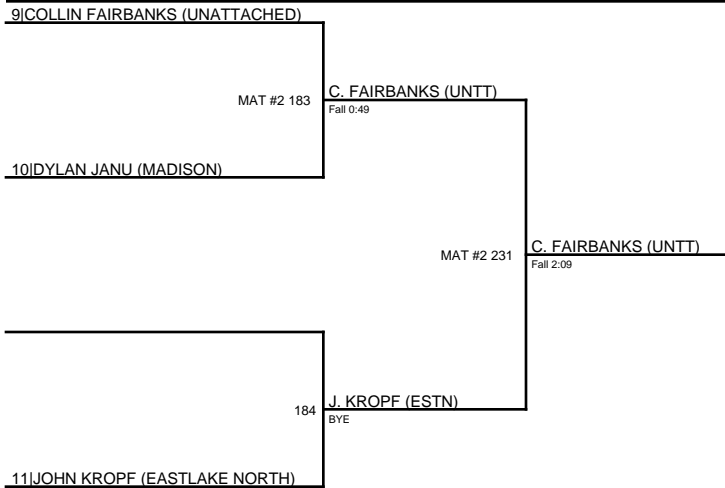 9|COLLIN FAIRBANKS (UNATTACHED)
MAT #2 183
C. FAIRBANKS (UNTT)
Fall 0:49
10|DYLAN JANU (MADISON)
MAT #2 231
C. FAIRBANKS (UNTT)
Fall 2:09
184
J. KROPF (ESTN)
BYE
11|JOHN KROPF (EASTLAKE NORTH)